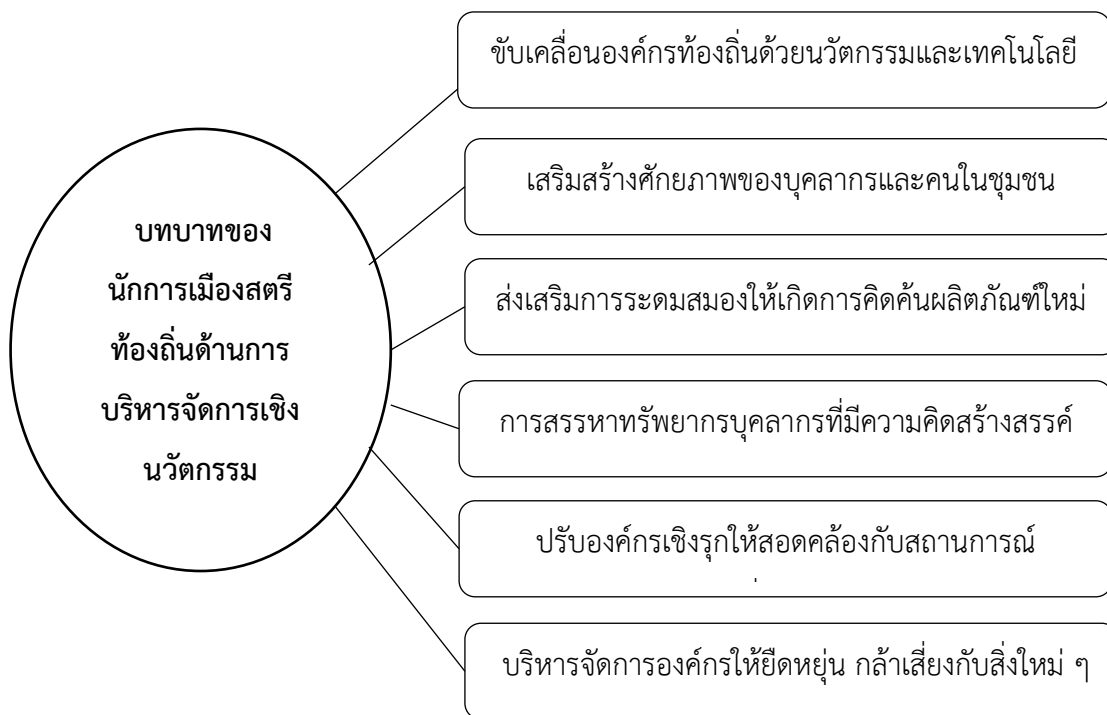 ขับเคลื่อนองค์กรท้องถิ่นด้วยนวัตกรรมและเทคโนโลยี
เสริมสร้างศักยภาพของบุคลากรและคนในชุมชน
บทบาทของ
นักการเมืองสตรี
ท้องถิ่นด้านการ
บริหารจัดการเชิง
นวัตกรรม
ส่งเสริมการระดมสมองให้เกิดการคิดค้นผลิตภัณฑ์ใหม่
การสรรหาทรัพยากรบุคลากรที่มีความคิดสร้างสรรค์
ปรับองค์กรเชิงรุกให้สอดคล้องกับสถานการณ์
บริหารจัดการองค์กรให้ยืดหยุ่น กล้าเสี่ยงกับสิ่งใหม่ ๆ